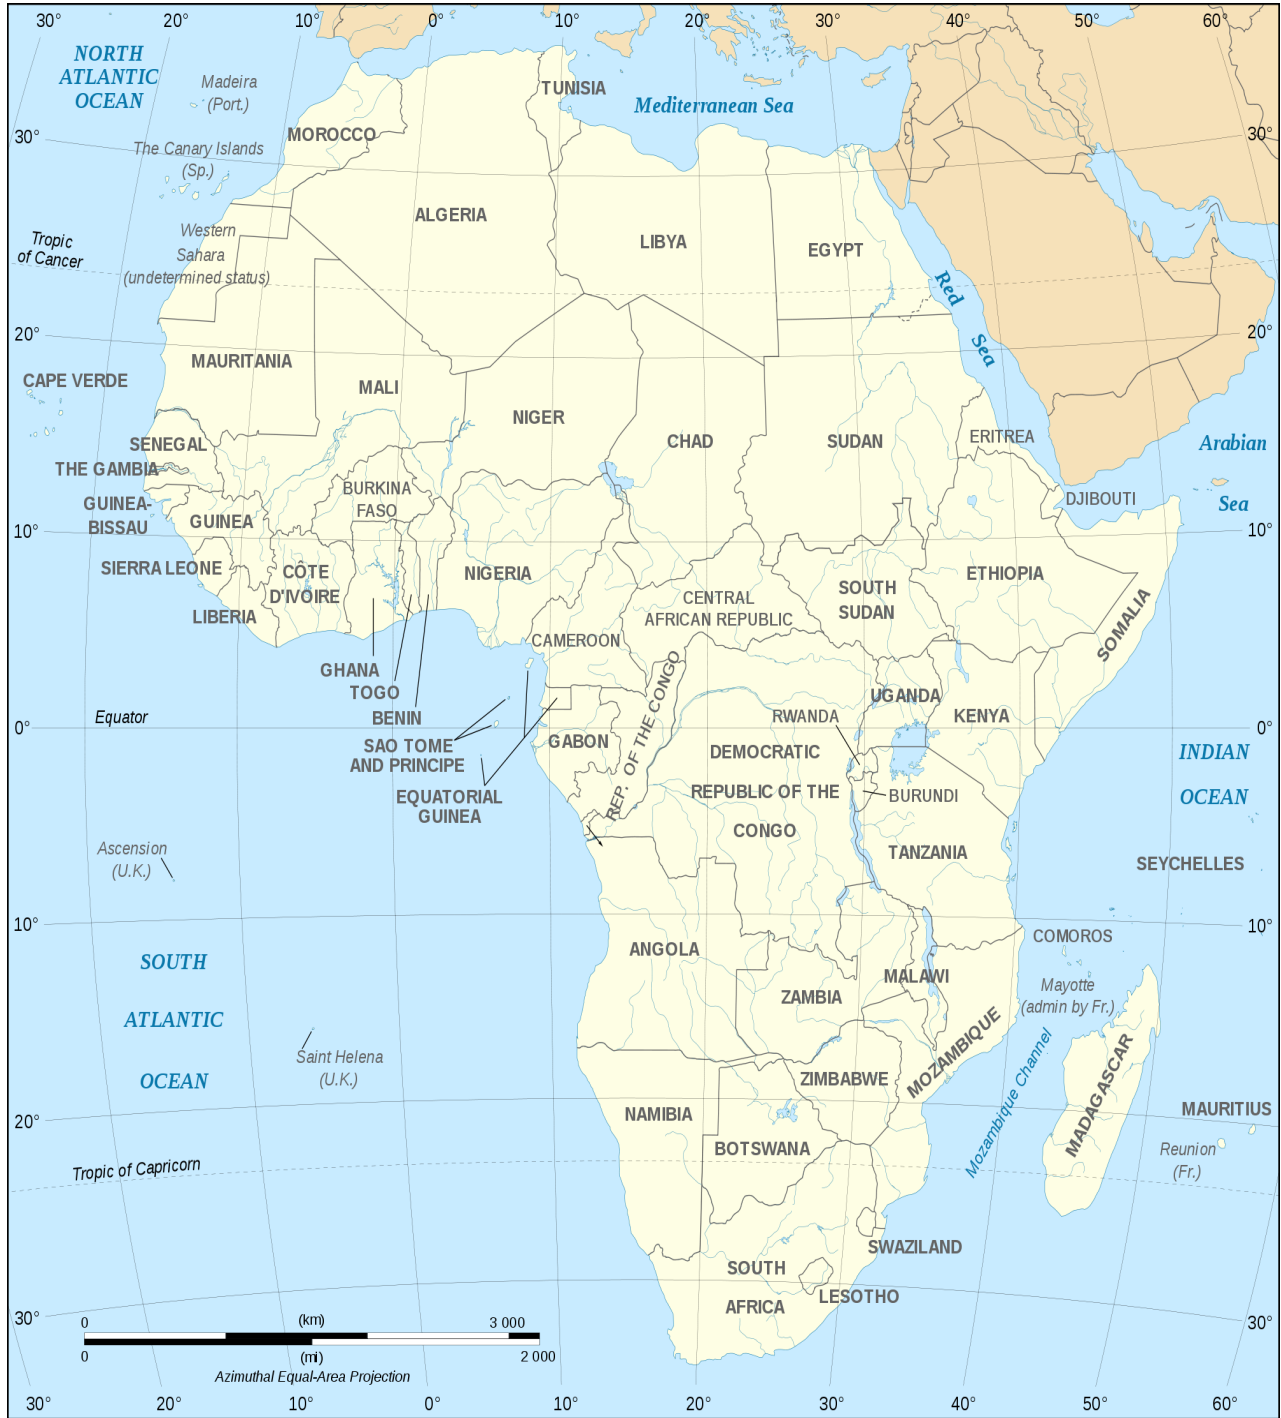 30° 20° 10° 0° 10° 20° 30° 40° 50° 60°
NORTH
ATLANTIC
OCEAN
Madeira
(Port.)
TUNISIA
Mediterranean Sea
30°
30°
MOROCCO
The Canary Islands
(Sp.)
ALGERIA
LIBYA
EGYPT
Western
Sahara
(undetermined status)
Tropic
of Cancer
Red
Sea
20°
20°
MAURITANIA
CAPE VERDE
MALI
NIGER
CHAD
SUDAN
ERITREA
Arabian
Sea
SENEGAL
THE GAMBIA
GUINEA-
BISSAU
GUINEA
BURKINA
FASO
DJIBOUTI
10°
10°
SIERRA LEONE
CÔTE
D'IVOIRE
LIBERIA
NIGERIA
CENTRAL
AFRICAN REPUBLIC
SOUTH
SUDAN
ETHIOPIA
SOMALIA
CAMEROON
GHANA
TOGO
BENIN
SAO TOME
AND PRINCIPE
EQUATORIAL
GUINEA
GABON
REP. OF THE CONGO
UGANDA
RWANDA
KENYA
Equator
0°
0°
DEMOCRATIC
REPUBLIC OF THE
CONGO
BURUNDI
INDIAN
OCEAN
TANZANIA
SEYCHELLES
Ascension
(U.K.)
10°
10°
COMOROS
SOUTH
ATLANTIC
OCEAN
ANGOLA
ZAMBIA
MALAWI
Mayotte
(admin by Fr.)
MOZAMBIQUE
Mozambique Channel
MADAGASCAR
Saint Helena
(U.K.)
ZIMBABWE
NAMIBIA
BOTSWANA
MAURITIUS
Reunion
(Fr.)
20°
Tropic of Capricorn
SWAZILAND
SOUTH
AFRICA
LESOTHO
30°
30°
0 (km) 3 000
0 (mi) 2 000
Azimuthal Equal-Area Projection
30° 20° 10° 0° 10° 20° 30° 40° 50° 60°